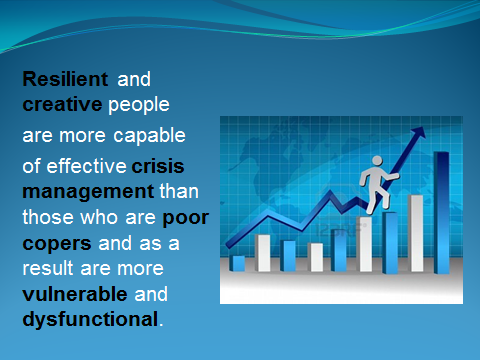 Resilient and
creative people
are more capable
of effective crisis
management than
those who are poor
copers and as a
result are more
vulnerable and
dysfunctional.